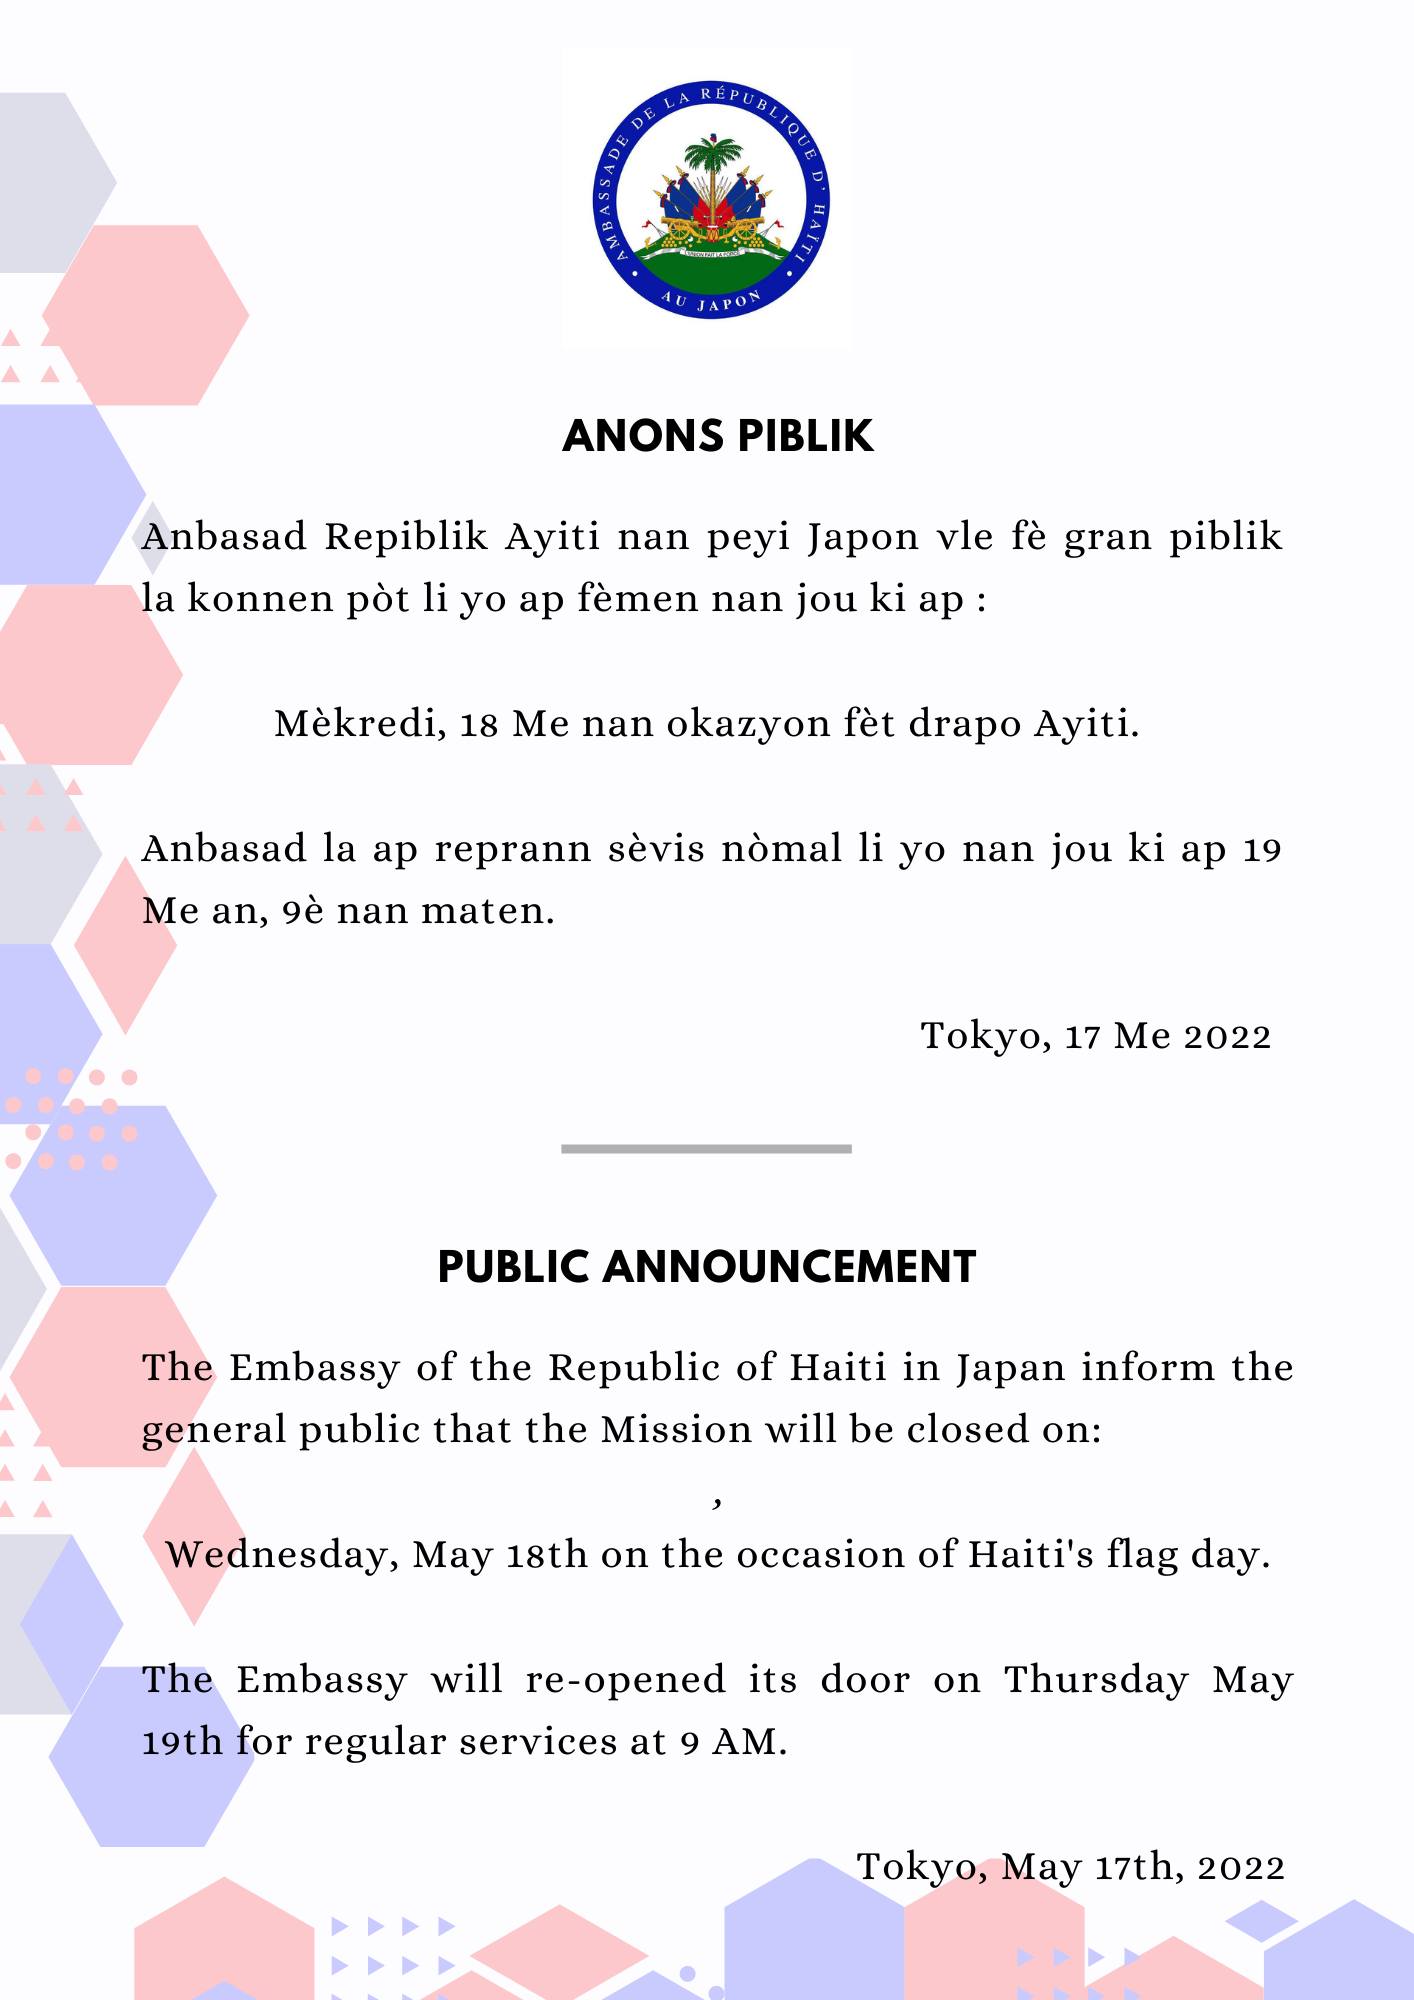 AMBASSADE DE LA RÉPUBLIQUE D' HAÏTI
AU JAPON
L'UNION FAIT LA FORCE
ANONS PIBLIK
Anbasad Repiblik Ayiti nan peyi Japon vle fè gran piblik
la konnen pòt li yo ap fèmen nan jou ki ap :
Mèkredi, 18 Me nan okazyon fèt drapo Ayiti.
Anbasad la ap reprann sèvis nòmal li yo nan jou ki ap 19
Me an, 9è nan maten.
Tokyo, 17 Me 2022
PUBLIC ANNOUNCEMENT
The Embassy of the Republic of Haiti in Japan inform the
general public that the Mission will be closed on:
,
Wednesday, May 18th on the occasion of Haiti's flag day.
The Embassy will re-opened its door on Thursday May
19th for regular services at 9 AM.
Tokyo, May 17th, 2022